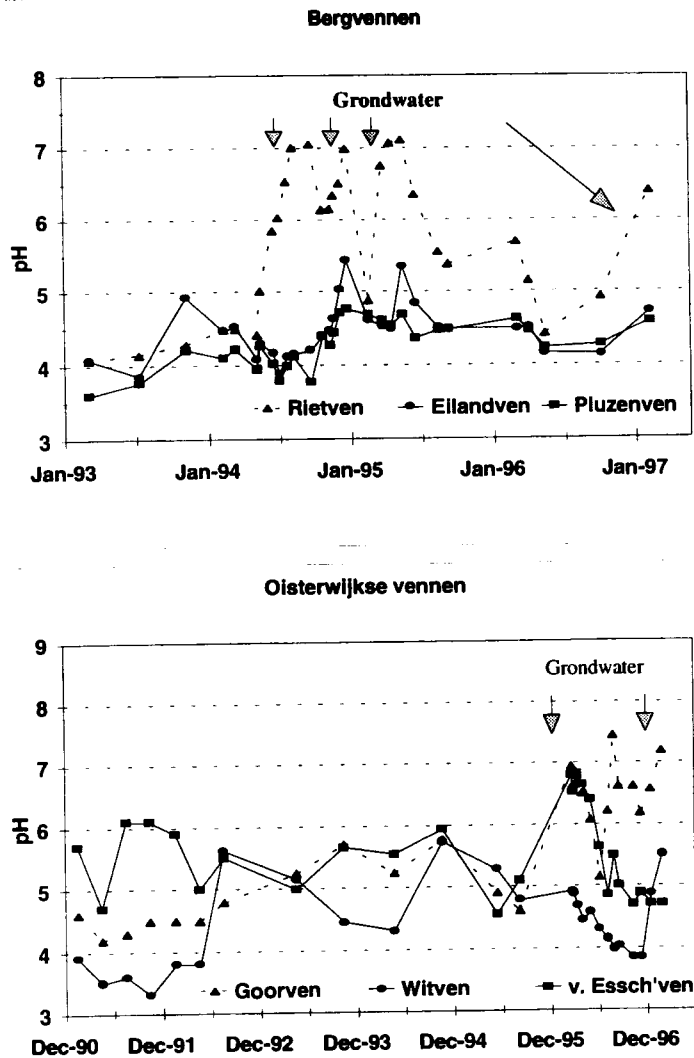 Bergvennen
8
Grondwater
7
6
pH
5
4
Rietven Eilandven Pluzenven
3
Jan-93 Jan-94 Jan-95 Jan-96 Jan-97
Oisterwijkse vennen
9
Grondwater
8
7
6
pH
5
4
Goorven Witven v. Essch'ven
3
Dec-90 Dec-91 Dec-92 Dec-93 Dec-94 Dec-95 Dec-96